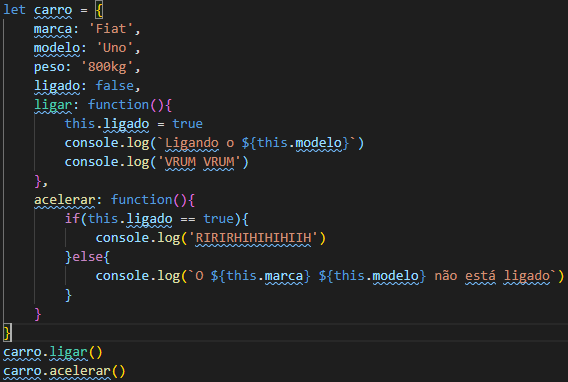 let carro = {
    marca: 'Fiat',
    modelo: 'Uno',
    peso: '800kg',
    ligado: false,
    ligar: function(){
        this.ligado = true
        console.log(`Ligando o ${this.modelo}`)
        console.log('VRUM VRUM')
    },
    acelerar: function(){
        if(this.ligado == true){
            console.log('RIRIRHIHIHIHIIH')
        }else{
            console.log(`O ${this.marca} ${this.modelo} não está ligado`)
        }
    }
}
carro.ligar()
carro.acelerar()